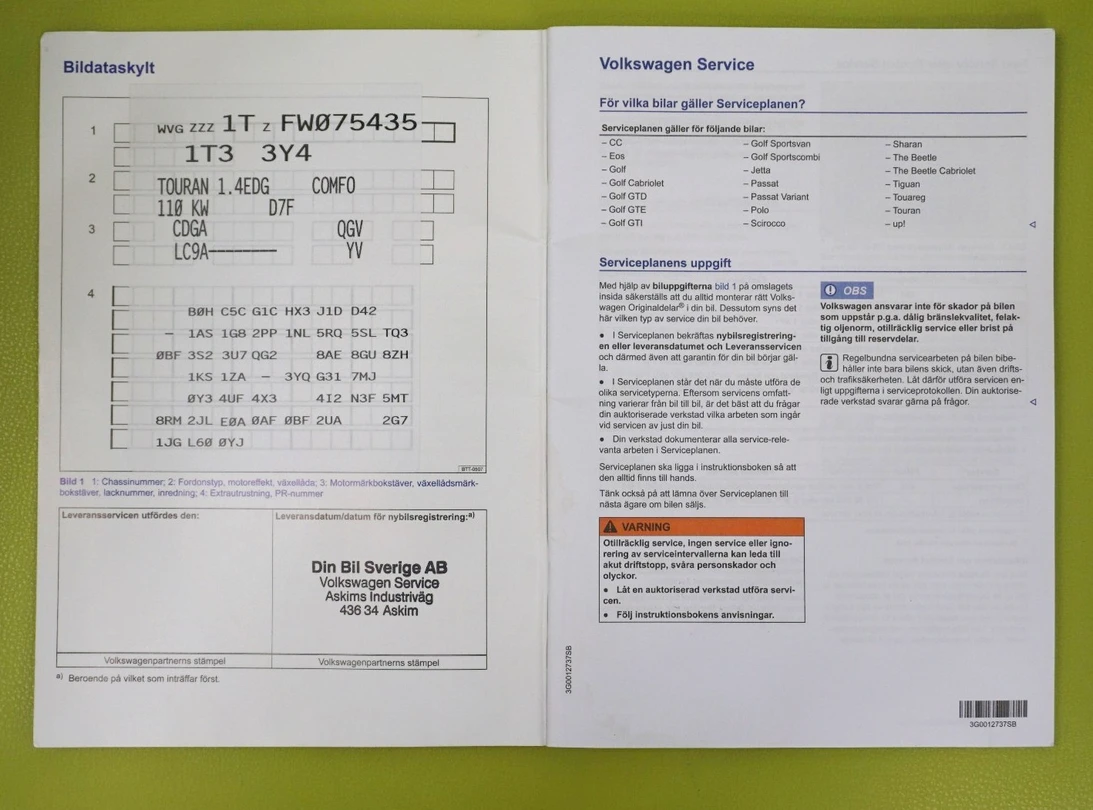 Bildataskylt
1 WVG ZZZ 1T Z FWØ75435
1T3 3Y4
2 TOURAN 1.4EDG COMFO
11Ø KW D7F
3 CDGA QGV
LC9A——— YV
4
BØH C5C G1C HX3 J1D D42
– 1AS 1G8 2PP 1NL 5RQ 5SL TQ3
ØBF 3S2 3U7 QG2 8AE 8GU 8ZH
1KS 1ZA – 3YQ G31 7MJ
ØY3 4UF 4X3 4I2 N3F 5MT
8RM 2JL EØA ØAF ØBF 2UA 2G7
1JG L6Ø ØYJ
BT7-0307
Bild 1 1: Chassinummer; 2: Fordonstyp, motoreffekt, växellåda; 3: Motormärkbokstäver, växellådsmärk-
bokstäver, lacknummer, inredning; 4: Extrautrustning, PR-nummer
Leveransservicen utfördes den:
Leveransdatum/datum för nybilsregistrering:a)
Din Bil Sverige AB
Volkswagen Service
Askims Industriväg
436 34 Askim
Volkswagenpartnerns stämpel
Volkswagenpartnerns stämpel
a) Beroende på vilket som inträffar först.
Volkswagen Service
För vilka bilar gäller Serviceplanen?
Serviceplanen gäller för följande bilar:
– CC
– Eos
– Golf
– Golf Cabriolet
– Golf GTD
– Golf GTE
– Golf GTI
– Golf Sportsvan
– Golf Sportscombi
– Jetta
– Passat
– Passat Variant
– Polo
– Scirocco
– Sharan
– The Beetle
– The Beetle Cabriolet
– Tiguan
– Touareg
– Touran
– up!
Serviceplanens uppgift
Med hjälp av biluppgifterna bild 1 på omslagets
insida säkerställs att du alltid monterar rätt Volks-
wagen Originaldelar® i din bil. Dessutom syns det
här vilken typ av service din bil behöver.
• I Serviceplanen bekräftas nybilsregistrering-
en eller leveransdatumet och Leveransservicen
och därmed även att garantin för din bil börjar gäl-
la.
• I Serviceplanen står det när du måste utföra de
olika servicetyperna. Eftersom servicens omfatt-
ning varierar från bil till bil, är det bäst att du frågar
din auktoriserade verkstad vilka arbeten som ingår
vid servicen av just din bil.
• Din verkstad dokumenterar alla service-rele-
vanta arbeten i Serviceplanen.
Serviceplanen ska ligga i instruktionsboken så att
den alltid finns till hands.
Tänk också på att lämna över Serviceplanen till
nästa ägare om bilen säljs.
VARNING
Otillräcklig service, ingen service eller igno-
rering av serviceintervallerna kan leda till
akut driftstopp, svåra personskador och
olyckor.
• Låt en auktoriserad verkstad utföra servi-
cen.
• Följ instruktionsbokens anvisningar.
OBS
Volkswagen ansvarar inte för skador på bilen
som uppstår p.g.a. dålig bränslekvalitet, felak-
tig oljenorm, otillräcklig service eller brist på
tillgång till reservdelar.
Regelbundna servicearbeten på bilen bibe-
håller inte bara bilens skick, utan även drifts-
och trafiksäkerheten. Låt därför utföra servicen en-
ligt uppgifterna i serviceprotokollen. Din auktorise-
rade verkstad svarar gärna på frågor.
3G0012737SB
3G0012737SB